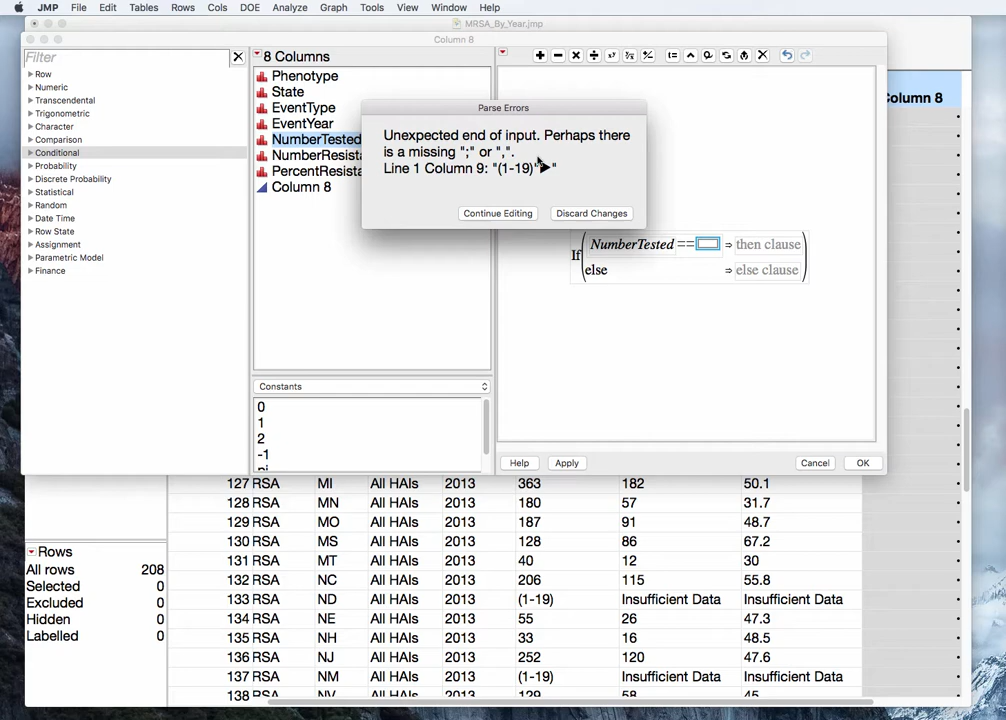 JMP File Edit Tables Rows Cols DOE Analyze Graph Tools View Window Help
MRSA_By_Year.jmp
Column 8
Filter
Row
Numeric
Transcendental
Trigonometric
Character
Comparison
Conditional
Probability
Discrete Probability
Statistical
Random
Date Time
Row State
Assignment
Parametric Model
Finance
8 Columns
Phenotype
State
EventType
EventYear
NumberTested
NumberResista
PercentResista
Column 8
Constants
0
1
2
-1
pi
Parse Errors
Unexpected end of input. Perhaps there
is a missing ";" or ",".
Line 1 Column 9: "(1-19)"►"
Continue Editing Discard Changes
If NumberTested == ⇒ then clause
else ⇒ else clause
Help Apply Cancel OK
Column 8
Rows
All rows 208
Selected 0
Excluded 0
Hidden 0
Labelled 0
127 RSA MI All HAIs 2013 363 182 50.1
128 RSA MN All HAIs 2013 180 57 31.7
129 RSA MO All HAIs 2013 187 91 48.7
130 RSA MS All HAIs 2013 128 86 67.2
131 RSA MT All HAIs 2013 40 12 30
132 RSA NC All HAIs 2013 206 115 55.8
133 RSA ND All HAIs 2013 (1-19) Insufficient Data Insufficient Data
134 RSA NE All HAIs 2013 55 26 47.3
135 RSA NH All HAIs 2013 33 16 48.5
136 RSA NJ All HAIs 2013 252 120 47.6
137 RSA NM All HAIs 2013 (1-19) Insufficient Data Insufficient Data
138 RSA NV All HAIs 2013 129 58 45